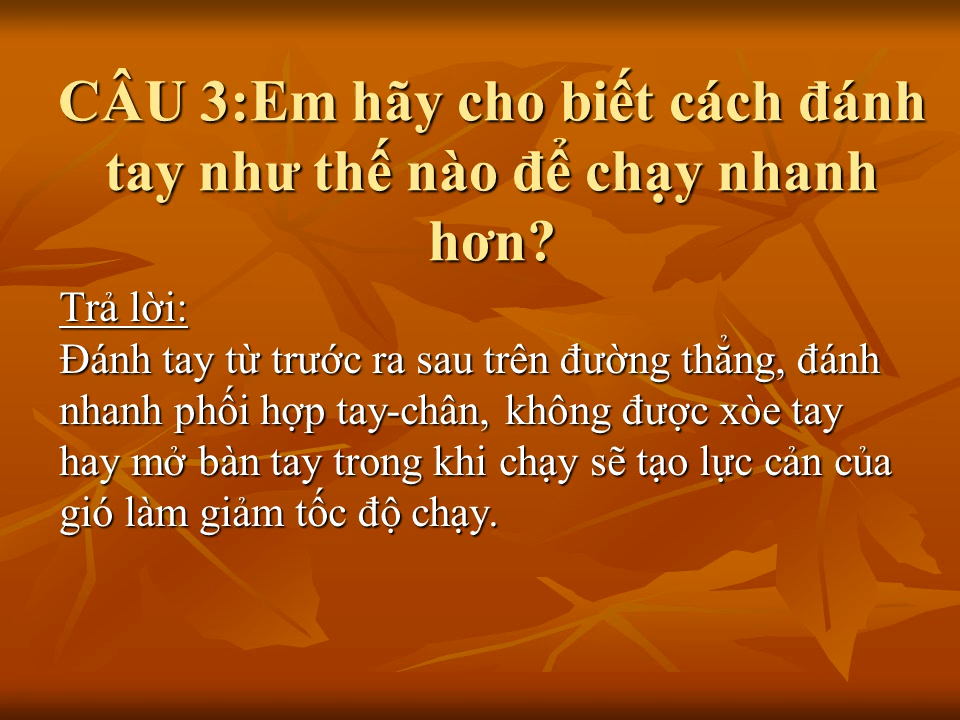 CÂU 3:Em hãy cho biết cách đánh
tay như thế nào để chạy nhanh
hơn?
Trả lời:
Đánh tay từ trước ra sau trên đường thẳng, đánh
nhanh phối hợp tay-chân, không được xòe tay
hay mở bàn tay trong khi chạy sẽ tạo lực cản của
gió làm giảm tốc độ chạy.